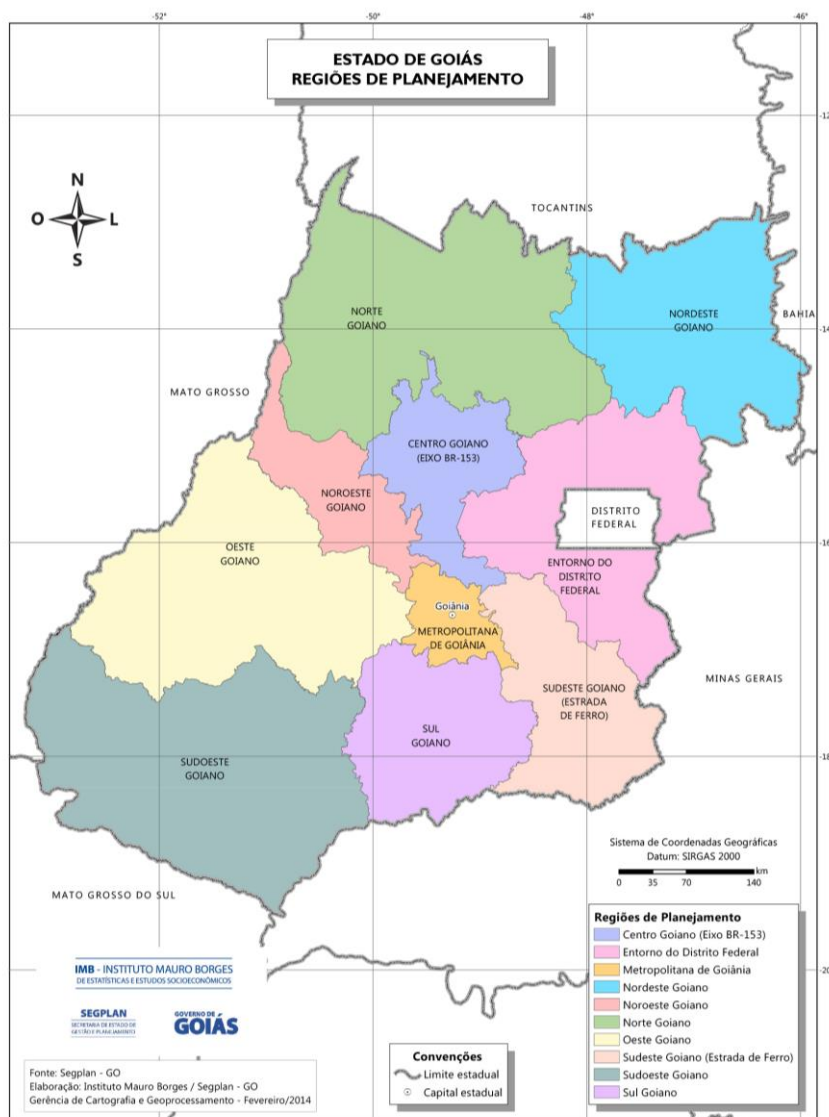 -52
-50
-48
-46
ESTADO DE GOIÁS
REGIÕES DE PLANEJAMENTO
-12
N
O
L
S
TOCANTINS
NORTE
GOIANO
NORDESTE
GOIANO
BAHIA
-14
MATO GROSSO
CENTRO GOIANO
(EIXO BR-153)
NOROESTE
GOIANO
DISTRITO
FEDERAL
OESTE
GOIANO
-16
ENTORNO DO
DISTRITO
FEDERAL
Goiânia
METROPOLITANA
DE GOIÂNIA
MINAS GERAIS
SUDESTE GOIANO
(ESTRADA
DE FERRO)
SUL
GOIANO
SUDOESTE
GOIANO
-18
Sistema de Coordenadas Geográficas
Datum: SIRGAS 2000
km
0 35 70 140
MATO GROSSO DO SUL
Regiões de Planejamento
Centro Goiano (Eixo BR-153)
Entorno do Distrito Federal
Metropolitana de Goiânia
Nordeste Goiano
Noroeste Goiano
Norte Goiano
Oeste Goiano
Sudeste Goiano (Estrada de Ferro)
Sudoeste Goiano
Sul Goiano
-20
IMB - INSTITUTO MAURO BORGES
DE ESTATÍSTICAS E ESTUDOS SOCIOECONÔMICOS
SEGPLAN
SECRETARIA DE ESTADO DE
GESTÃO E PLANEJAMENTO
GOVERNO DE
GOIÁS
Convenções
Limite estadual
Capital estadual
Fonte: Segplan - GO
Elaboração: Instituto Mauro Borges / Segplan - GO
Gerência de Cartografia e Geoprocessamento - Fevereiro/2014